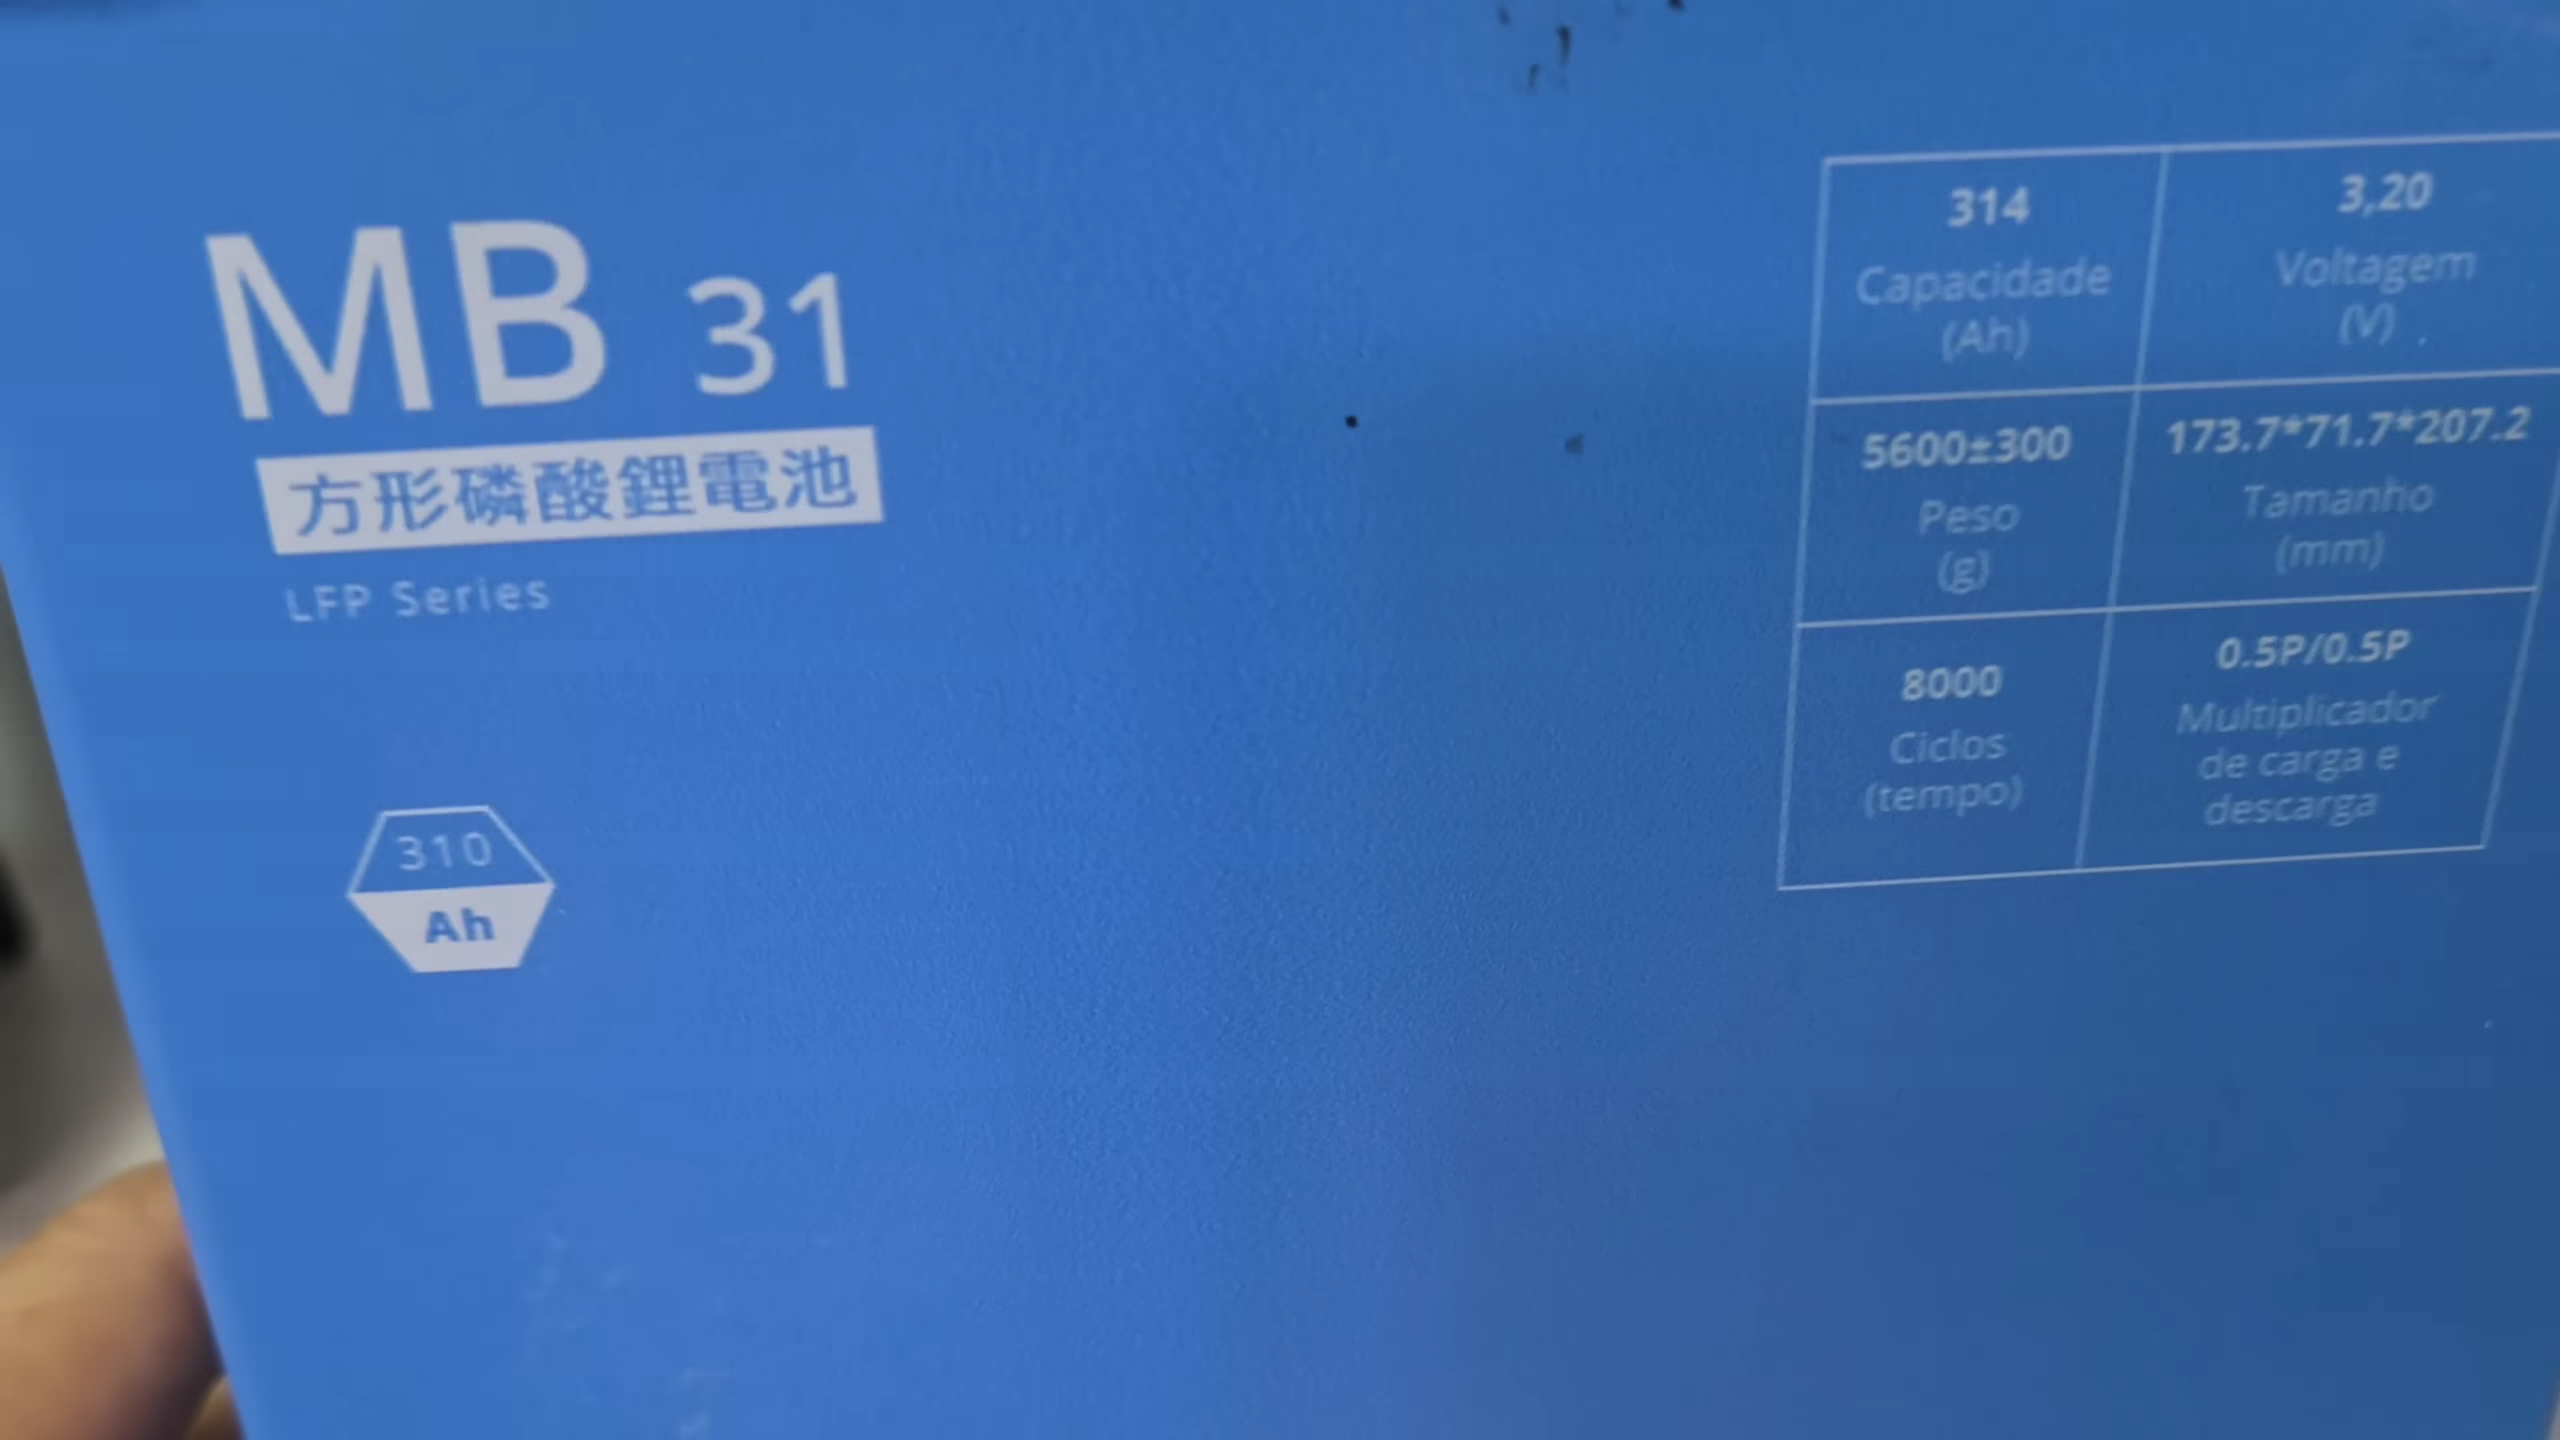 MB 31
方形磷酸鋰電池
LFP Series
310
Ah
314
Capacidade
(Ah)
3,20
Voltagem
(V)
5600±300
Peso
(g)
173.7*71.7*207.2
Tamanho
(mm)
8000
Ciclos
(tempo)
0.5P/0.5P
Multiplicador
de carga e
descarga